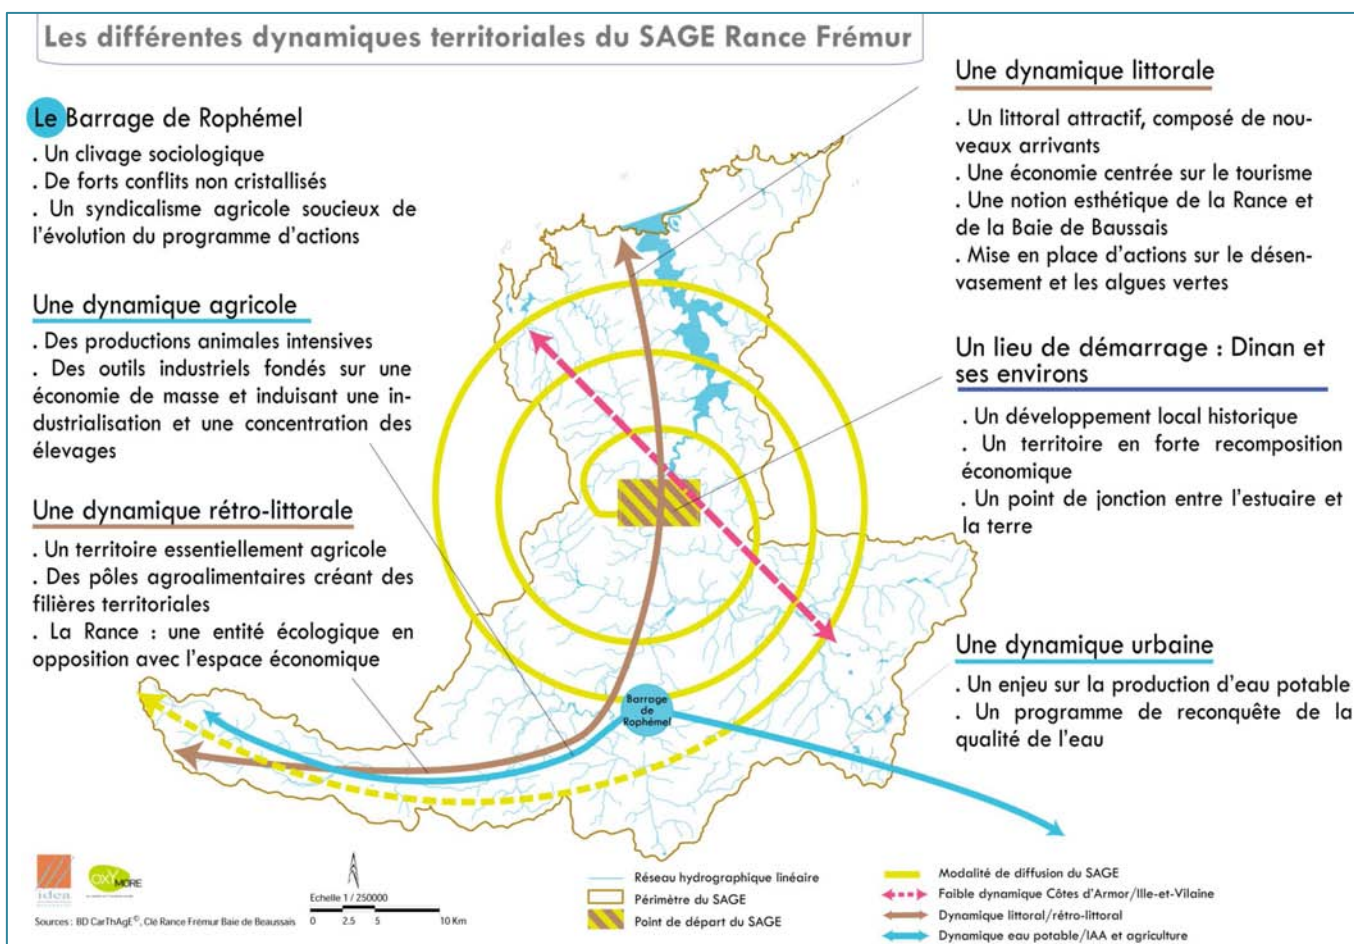 Les différentes dynamiques territoriales du SAGE Rance Frémur
Le Barrage de Rophémel
. Un clivage sociologique
. De forts conflits non cristallisés
. Un syndicalisme agricole soucieux de
l'évolution du programme d'actions
Une dynamique agricole
. Des productions animales intensives
. Des outils industriels fondés sur une
économie de masse et induisant une in-
dustrialisation et une concentration des
élevages
Une dynamique rétro-littorale
. Un territoire essentiellement agricole
. Des pôles agroalimentaires créant des
filières territoriales
. La Rance : une entité écologique en
opposition avec l'espace économique
Une dynamique littorale
. Un littoral attractif, composé de nou-
veaux arrivants
. Une économie centrée sur le tourisme
. Une notion esthétique de la Rance et
de la Baie de Baussais
. Mise en place d'actions sur le désen-
vasement et les algues vertes
Un lieu de démarrage : Dinan et
ses environs
. Un développement local historique
. Un territoire en forte recomposition
économique
. Un point de jonction entre l'estuaire et
la terre
Une dynamique urbaine
. Un enjeu sur la production d'eau potable
. Un programme de reconquête de la
qualité de l'eau
Barrage
de
Rophémel
idea
OXYMORE
Sources : BD CarThAgE©, Clé Rance Frémur Baie de Beaussais
Echelle 1 / 250000
0 2.5 5 10 Km
Réseau hydrographique linéaire
Périmètre du SAGE
Point de départ du SAGE
Modalité de diffusion du SAGE
Faible dynamique Côtes d'Armor/Ille-et-Vilaine
Dynamique littoral/rétro-littoral
Dynamique eau potable/IAA et agriculture